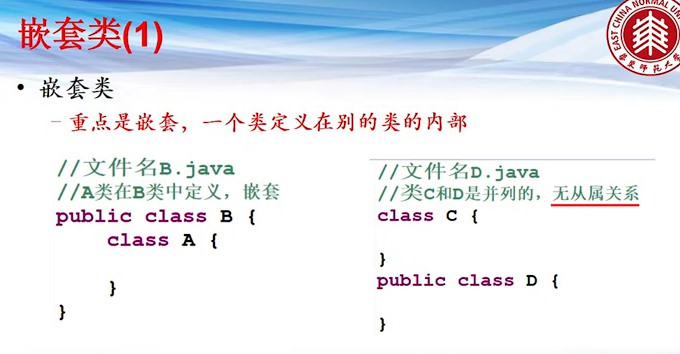 嵌套类(1)
EAST CHINA NORMAL UNI
華東師範大學
• 嵌套类
– 重点是嵌套，一个类定义在别的类的内部
//文件名B.java
//A类在B类中定义，嵌套
public class B {
class A {
}
}
//文件名D.java
//类C和D是并列的，无从属关系
class C {
}
public class D {
}